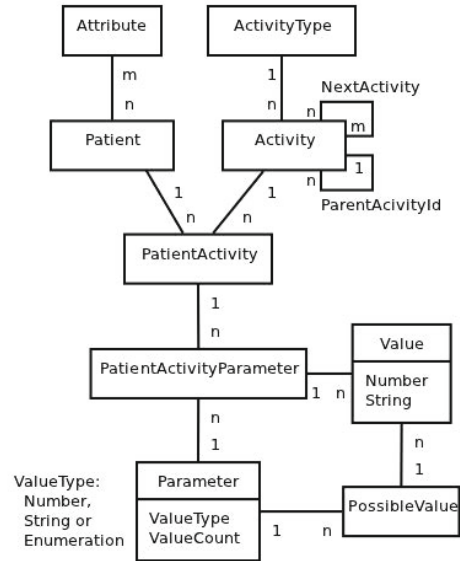 Attribute
ActivityType
m
n
1
n
NextActivity
Patient
Activity
n
m
1
n
ParentAcivityId
1
n
1
n
PatientActivity
1
n
PatientActivityParameter
1 n
Value
Number
String
n
1
n
1
ValueType:
Number,
String or
Enumeration
Parameter
ValueType
ValueCount
1 n
PossibleValue